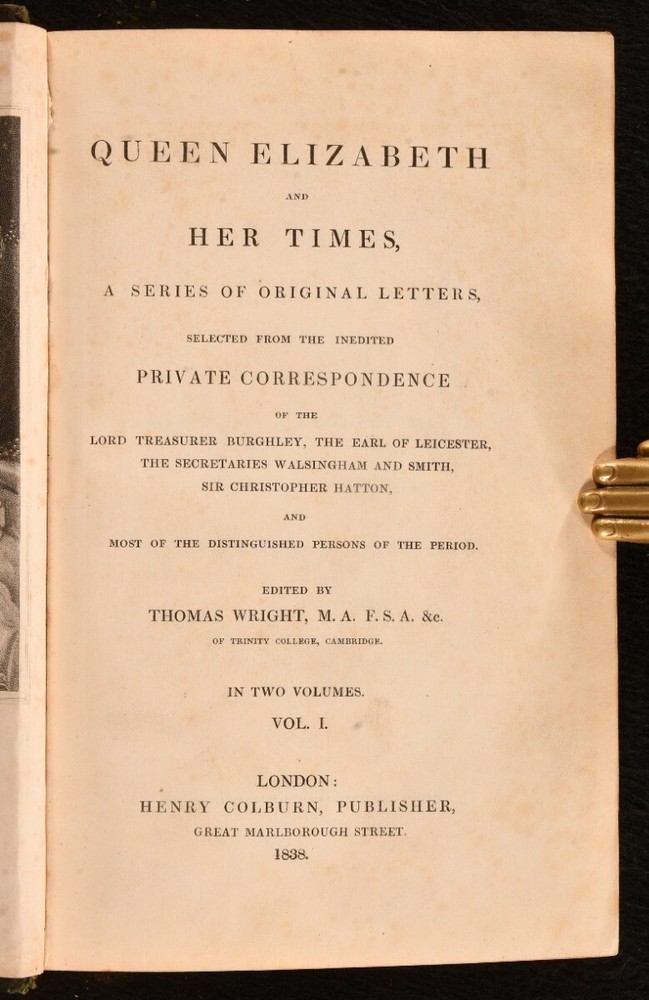 QUEEN ELIZABETH
AND
HER TIMES,
A SERIES OF ORIGINAL LETTERS,
SELECTED FROM THE INEDITED
PRIVATE CORRESPONDENCE
OF THE
LORD TREASURER BURGHLEY, THE EARL OF LEICESTER,
THE SECRETARIES WALSINGHAM AND SMITH,
SIR CHRISTOPHER HATTON,
AND
MOST OF THE DISTINGUISHED PERSONS OF THE PERIOD.
EDITED BY
THOMAS WRIGHT, M. A. F. S. A. &c.
OF TRINITY COLLEGE, CAMBRIDGE.
IN TWO VOLUMES.
VOL. I.
LONDON:
HENRY COLBURN, PUBLISHER,
GREAT MARLBOROUGH STREET.
1838.